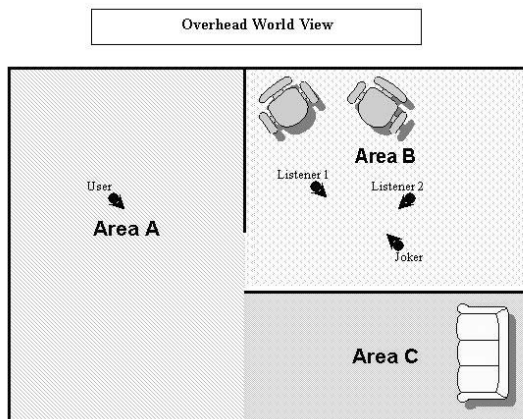 Overhead World View
Area B
Listener 1
Listener 2
User
Area A
Joker
Area C